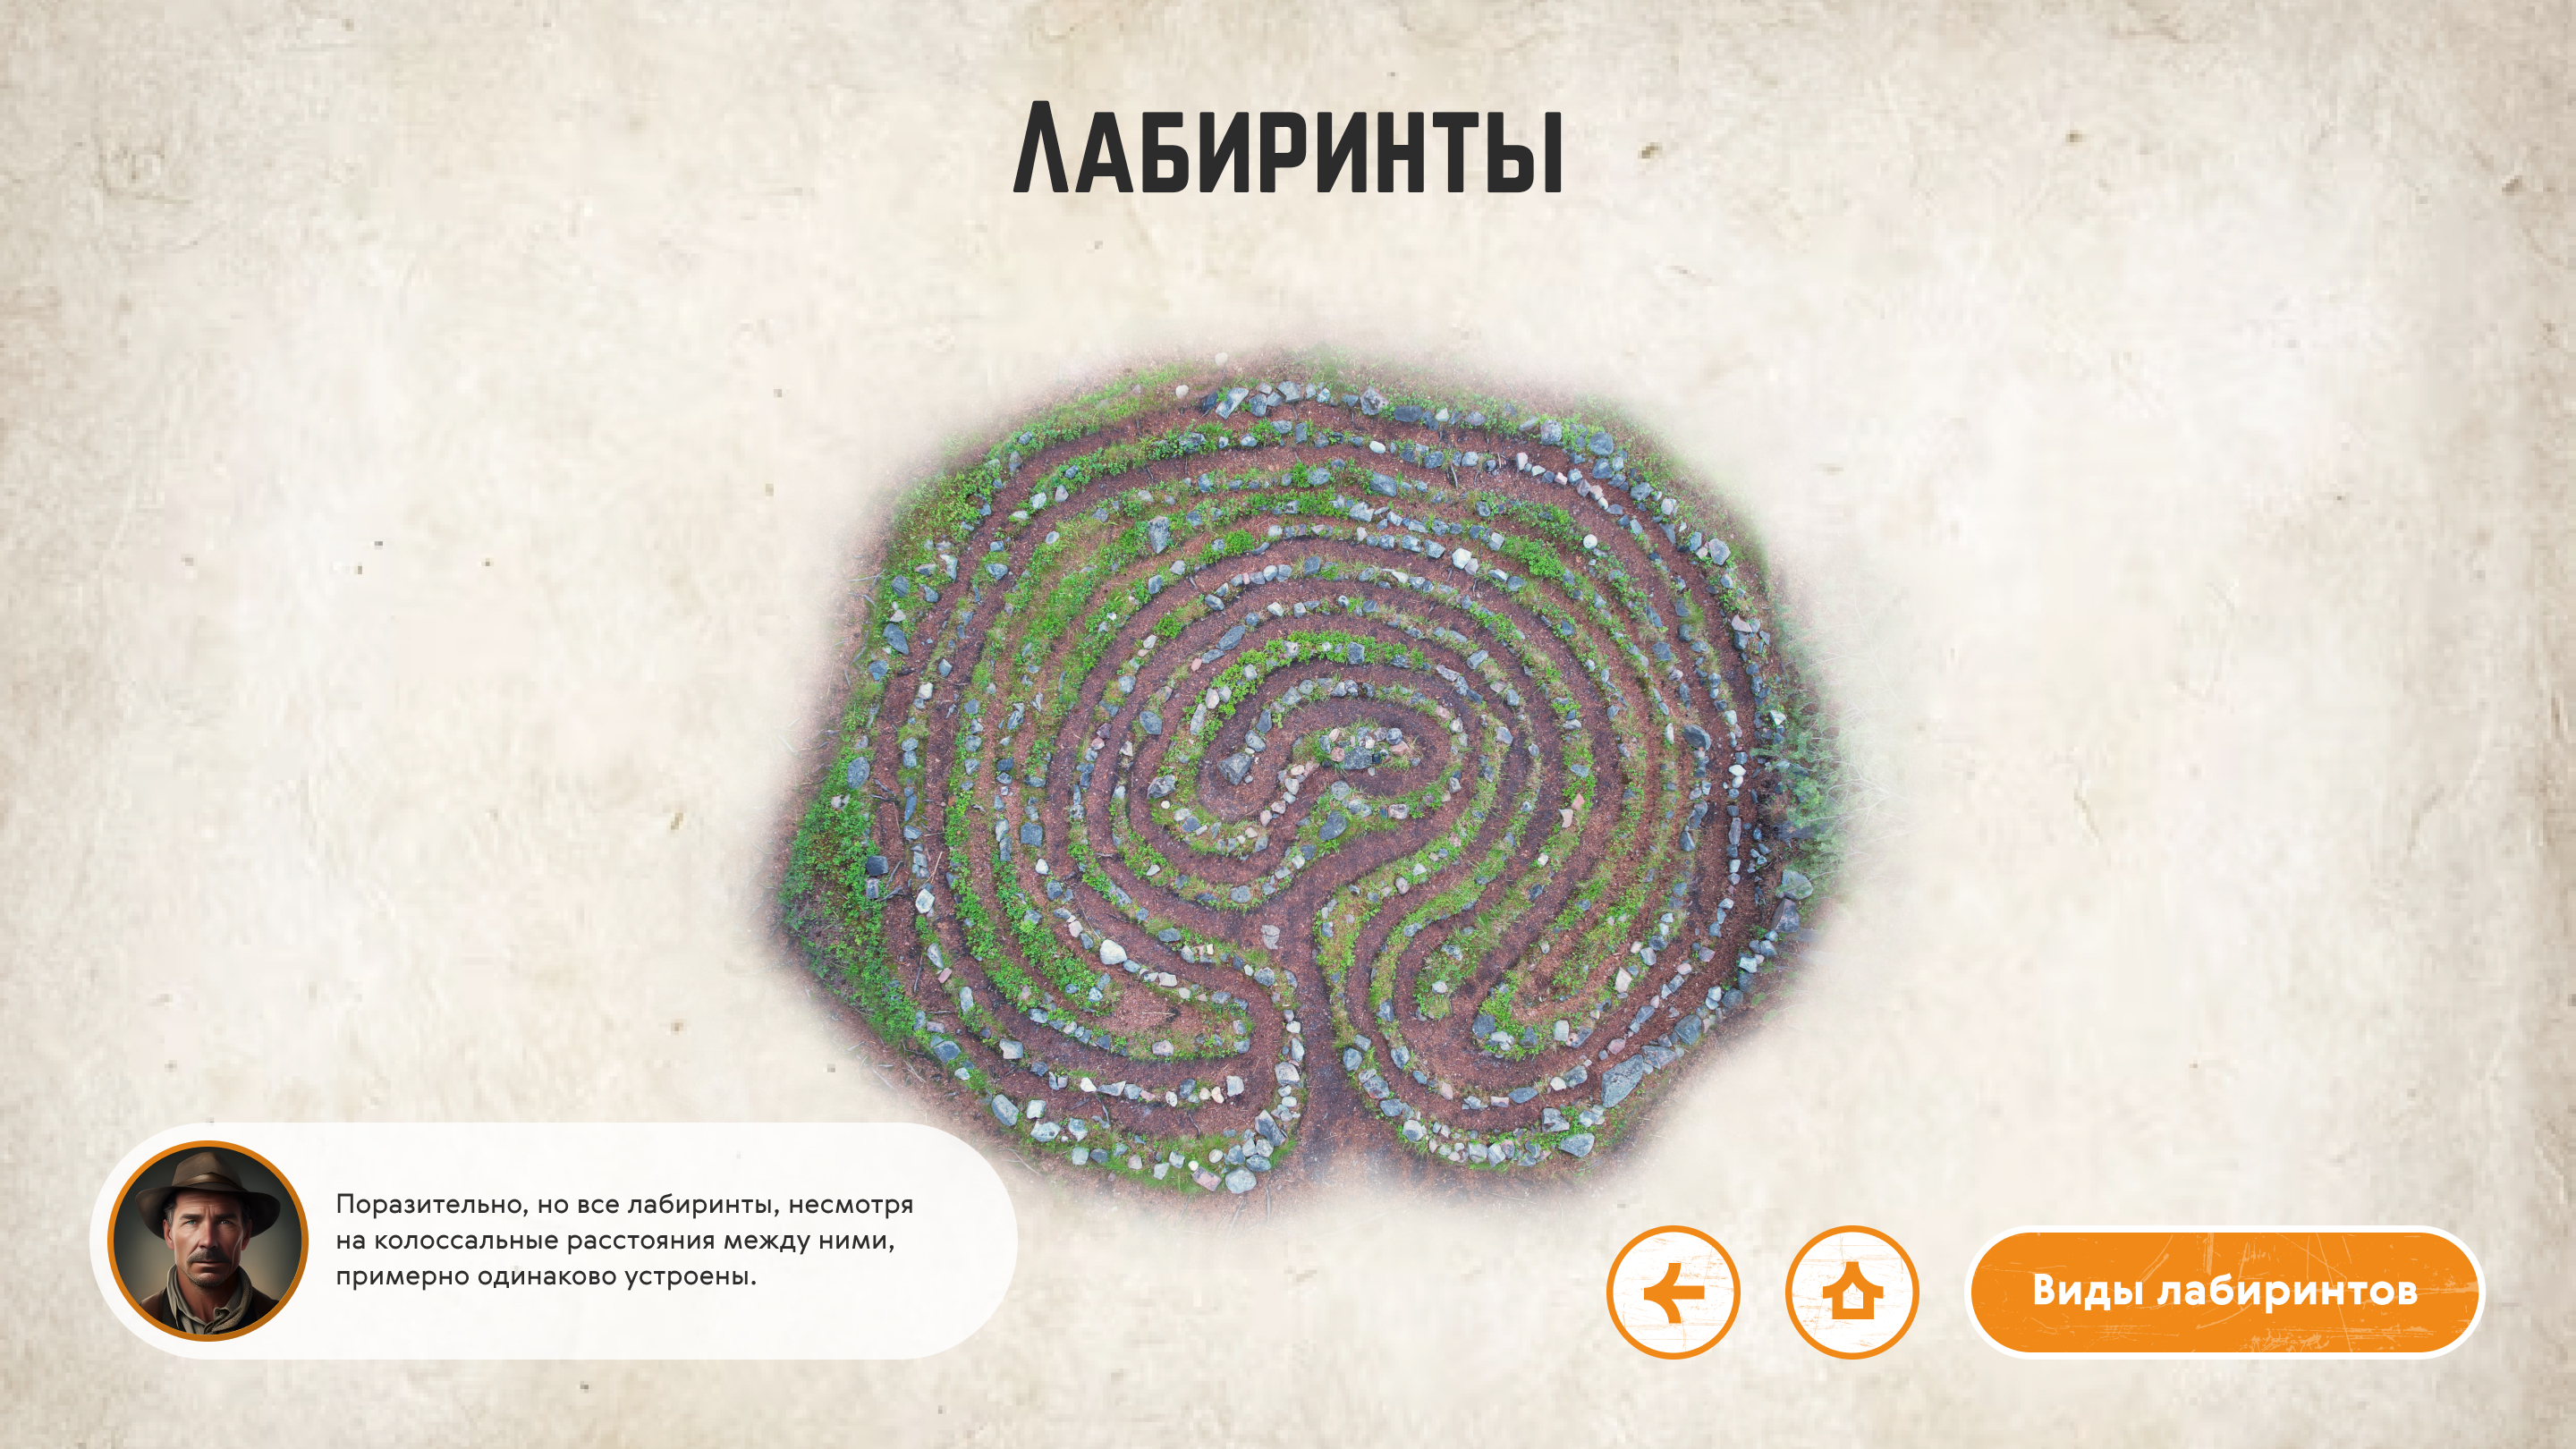 Лабиринты
Поразительно, но все лабиринты, несмотря
на колоссальные расстояния между ними,
примерно одинаково устроены.
Виды лабиринтов